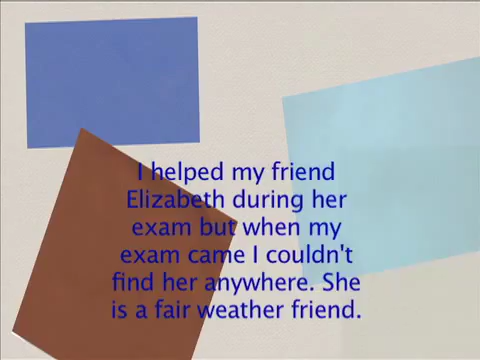 I helped my friend
Elizabeth during her
exam but when my
exam came I couldn't
find her anywhere. She
is a fair weather friend.